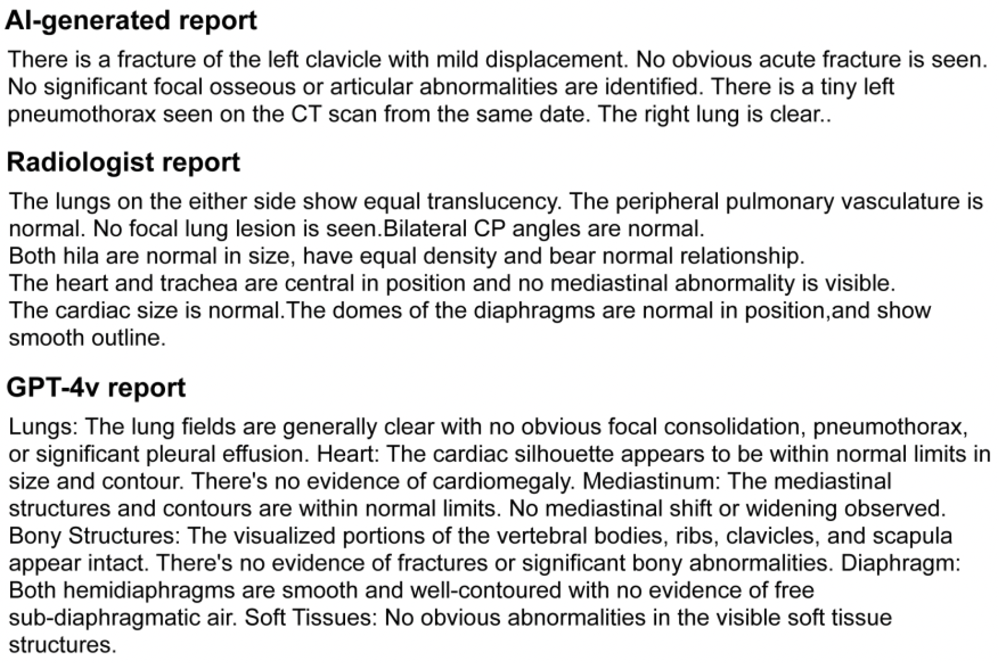 AI-generated report
There is a fracture of the left clavicle with mild displacement. No obvious acute fracture is seen.
No significant focal osseous or articular abnormalities are identified. There is a tiny left
pneumothorax seen on the CT scan from the same date. The right lung is clear..
Radiologist report
The lungs on the either side show equal translucency. The peripheral pulmonary vasculature is
normal. No focal lung lesion is seen.Bilateral CP angles are normal.
Both hila are normal in size, have equal density and bear normal relationship.
The heart and trachea are central in position and no mediastinal abnormality is visible.
The cardiac size is normal.The domes of the diaphragms are normal in position,and show
smooth outline.
GPT-4v report
Lungs: The lung fields are generally clear with no obvious focal consolidation, pneumothorax,
or significant pleural effusion. Heart: The cardiac silhouette appears to be within normal limits in
size and contour. There's no evidence of cardiomegaly. Mediastinum: The mediastinal
structures and contours are within normal limits. No mediastinal shift or widening observed.
Bony Structures: The visualized portions of the vertebral bodies, ribs, clavicles, and scapula
appear intact. There's no evidence of fractures or significant bony abnormalities. Diaphragm:
Both hemidiaphragms are smooth and well-contoured with no evidence of free
sub-diaphragmatic air. Soft Tissues: No obvious abnormalities in the visible soft tissue
structures.